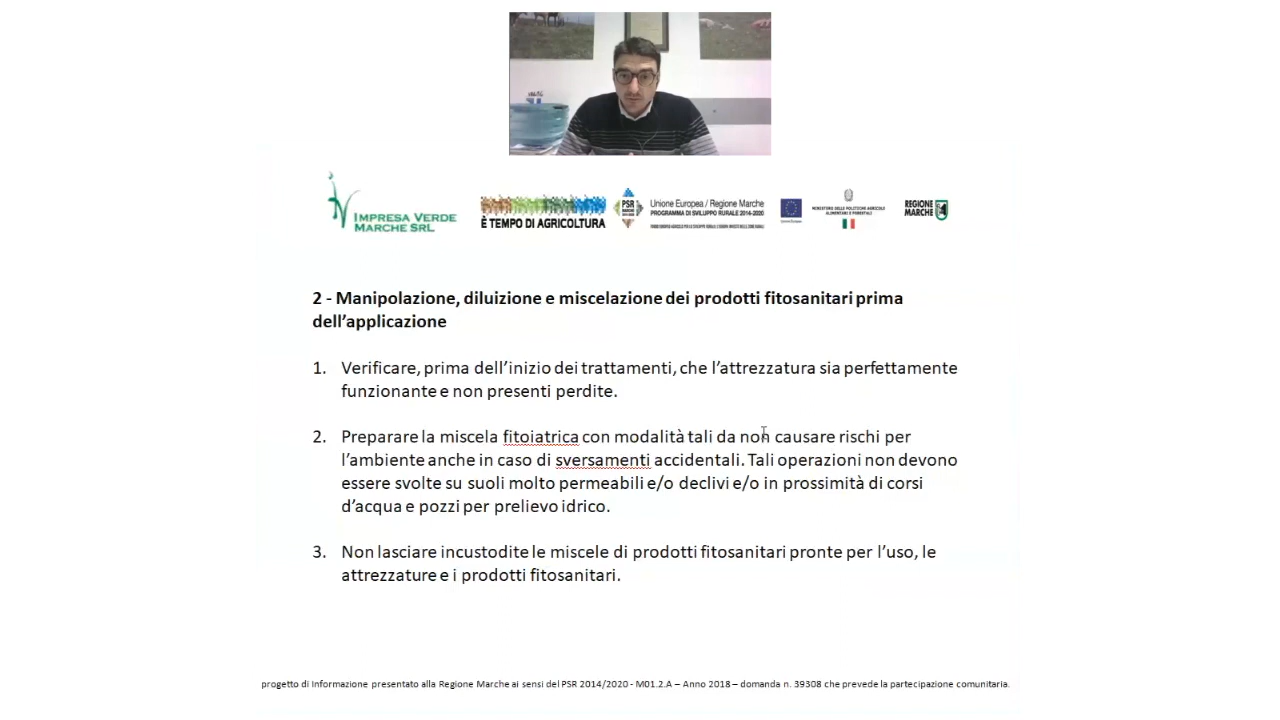 IMPRESA VERDE
MARCHE SRL
È TEMPO DI AGRICOLTURA
PSR
MARCHE
2014-2020
Unione Europea / Regione Marche
PROGRAMMA DI SVILUPPO RURALE 2014-2020
MINISTERO DELLE POLITICHE AGRICOLE
ALIMENTARI E FORESTALI
REGIONE
MARCHE
2 - Manipolazione, diluizione e miscelazione dei prodotti fitosanitari prima
dell’applicazione
1. Verificare, prima dell’inizio dei trattamenti, che l’attrezzatura sia perfettamente
funzionante e non presenti perdite.
2. Preparare la miscela fitoiatrica con modalità tali da non causare rischi per
l’ambiente anche in caso di sversamenti accidentali. Tali operazioni non devono
essere svolte su suoli molto permeabili e/o declivi e/o in prossimità di corsi
d’acqua e pozzi per prelievo idrico.
3. Non lasciare incustodite le miscele di prodotti fitosanitari pronte per l’uso, le
attrezzature e i prodotti fitosanitari.
progetto di Informazione presentato alla Regione Marche ai sensi del PSR 2014/2020 - M01.2.A – Anno 2018 – domanda n. 39308 che prevede la partecipazione comunitaria.